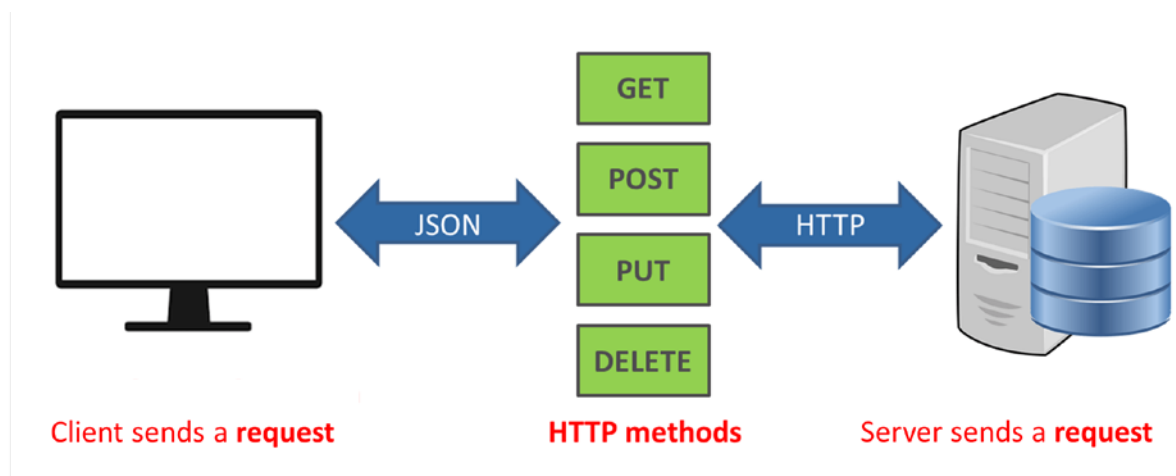 GET
POST
JSON
HTTP
PUT
DELETE
Client sends a request
HTTP methods
Server sends a request